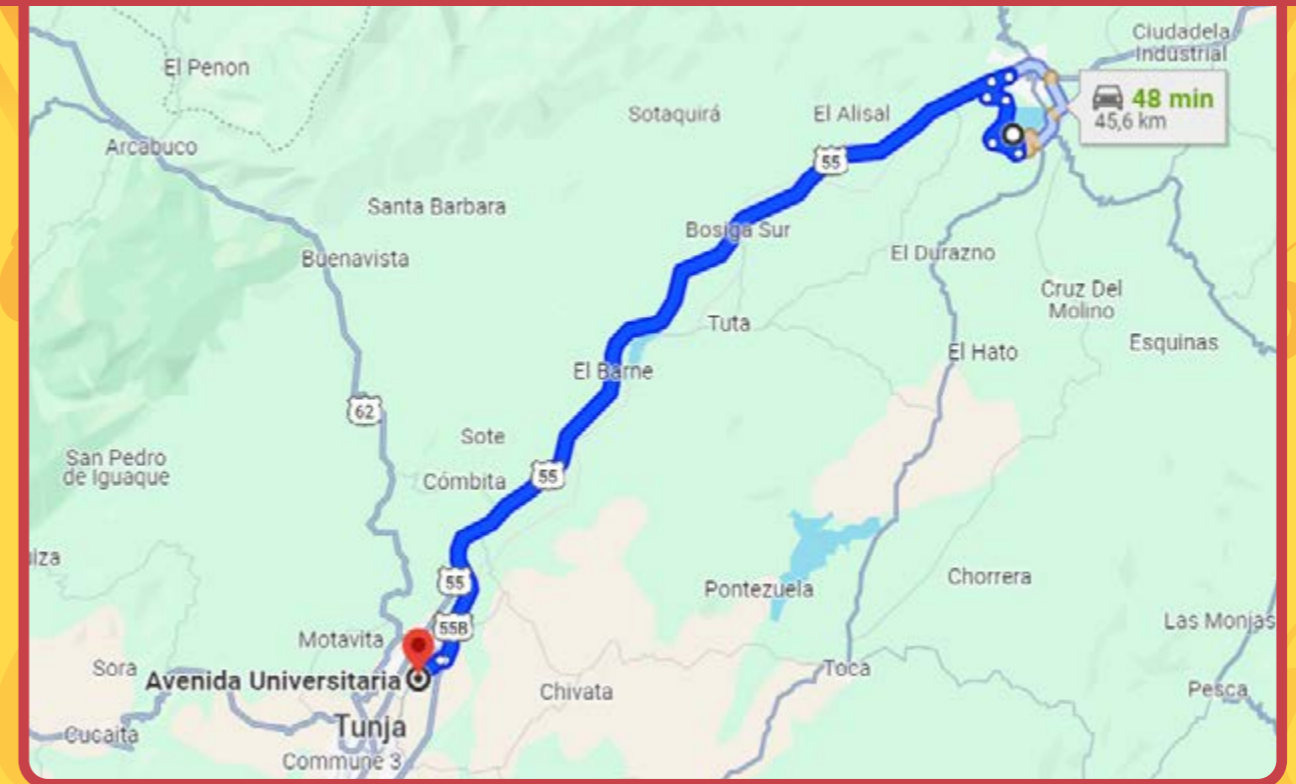 Ciudadela
Industrial
El Penon
48 min
45,6 km
Sotaquirá
El Alisal
Arcabuco
55
Santa Barbara
Bosiga Sur
Buenavista
El Durazno
Cruz Del
Molino
Tuta
Esquinas
El Hato
El Barne
62
Sote
San Pedro
de Iguaque
Cómbita
55
iza
55
Chorrera
Pontezuela
55B
Las Monjas
Motavita
Sora
Avenida Universitaria
Toca
Chivata
Pesca
Tunja
Cucaita
Commune 3